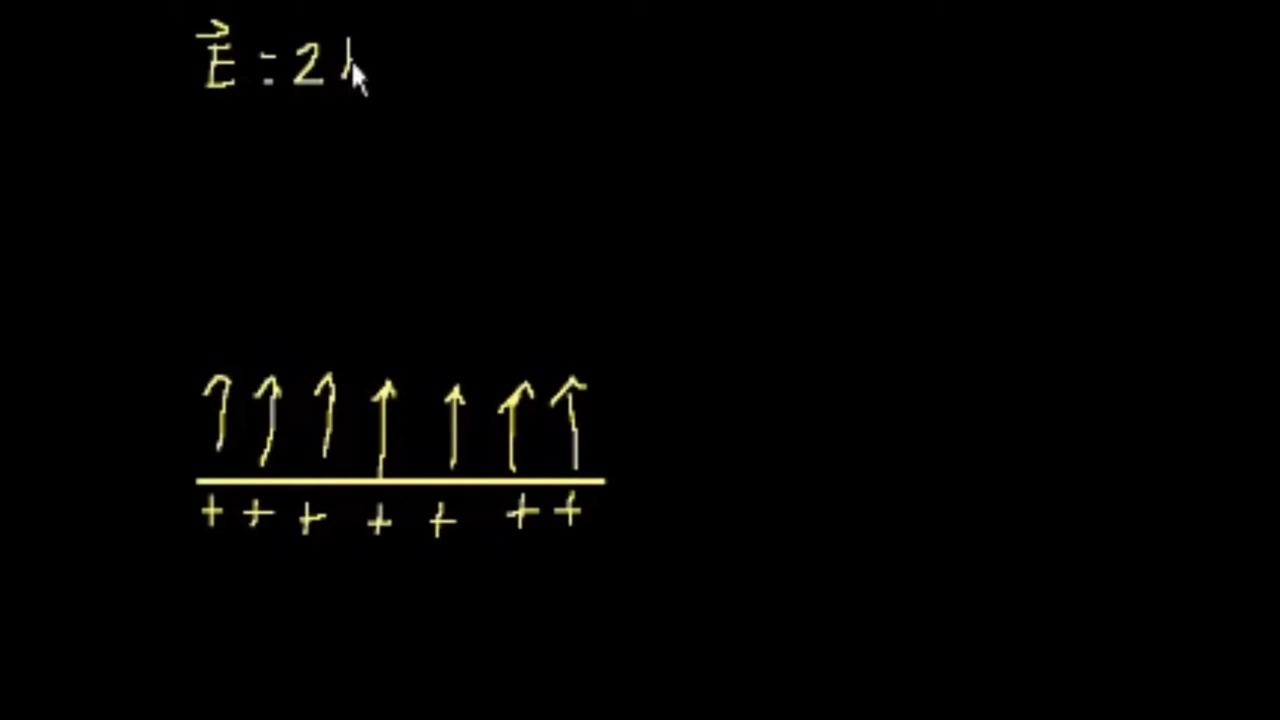 E⃗ = 2
+ + + + + + +